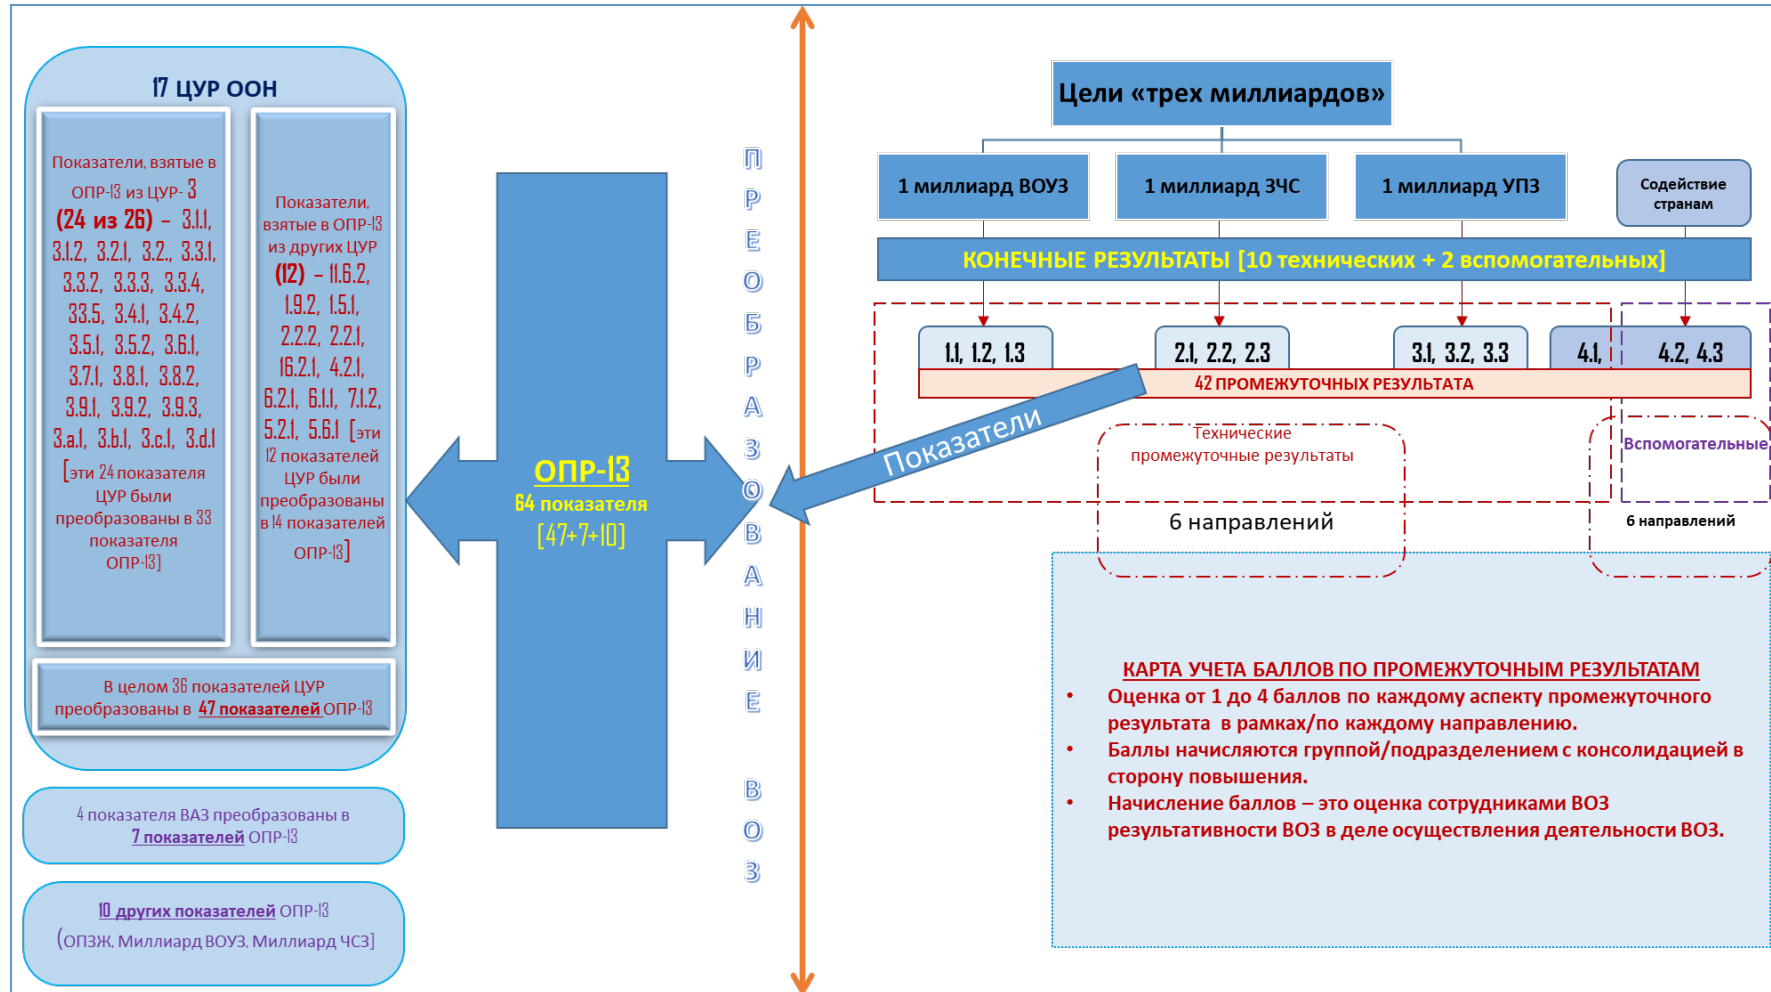 17 ЦУР ООН
Показатели, взятые в
ОПР-13 из ЦУР- 3
(24 из 26) – 3.1.1,
3.1.2, 3.2.1, 3.2., 3.3.1,
3.3.2, 3.3.3, 3.3.4,
33.5, 3.4.1, 3.4.2,
3.5.1, 3.5.2, 3.6.1,
3.7.1, 3.8.1, 3.8.2,
3.9.1, 3.9.2, 3.9.3,
3.a.1, 3.b.1, 3.c.1, 3.d.1
[эти 24 показателя
ЦУР были
преобразованы в 33
показателя
ОПР-13]
Показатели,
взятые в ОПР-13
из других ЦУР
(12) – 11.6.2,
1.9.2, 1.5.1,
2.2.2, 2.2.1,
16.2.1, 4.2.1,
6.2.1, 6.1.1, 7.1.2,
5.2.1, 5.6.1 [эти
12 показателей
ЦУР были
преобразованы
в 14 показателей
ОПР-13]
В целом 36 показателей ЦУР
преобразованы в 47 показателей ОПР-13
4 показателя ВАЗ преобразованы в
7 показателей ОПР-13
10 других показателей ОПР-13
(ОПЗЖ, Миллиард ВОУЗ, Миллиард ЧСЗ]
ОПР-13
64 показателя
[47+7+10]
ПРЕОБРАЗОВАНИЕ ВОЗ
Цели «трех миллиардов»
1 миллиард ВОУЗ
1 миллиард ЗЧС
1 миллиард УПЗ
Содействие
странам
КОНЕЧНЫЕ РЕЗУЛЬТАТЫ [10 технических + 2 вспомогательных]
1.1, 1.2, 1.3
2.1, 2.2, 2.3
3.1, 3.2, 3.3
4.1,
4.2, 4.3
42 ПРОМЕЖУТОЧНЫХ РЕЗУЛЬТАТА
Показатели
Технические
промежуточные результаты
Вспомогательные
6 направлений
6 направлений
КАРТА УЧЕТА БАЛЛОВ ПО ПРОМЕЖУТОЧНЫМ РЕЗУЛЬТАТАМ
• Оценка от 1 до 4 баллов по каждому аспекту промежуточного
результата в рамках/по каждому направлению.
• Баллы начисляются группой/подразделением с консолидацией в
сторону повышения.
• Начисление баллов – это оценка сотрудниками ВОЗ
результативности ВОЗ в деле осуществления деятельности ВОЗ.